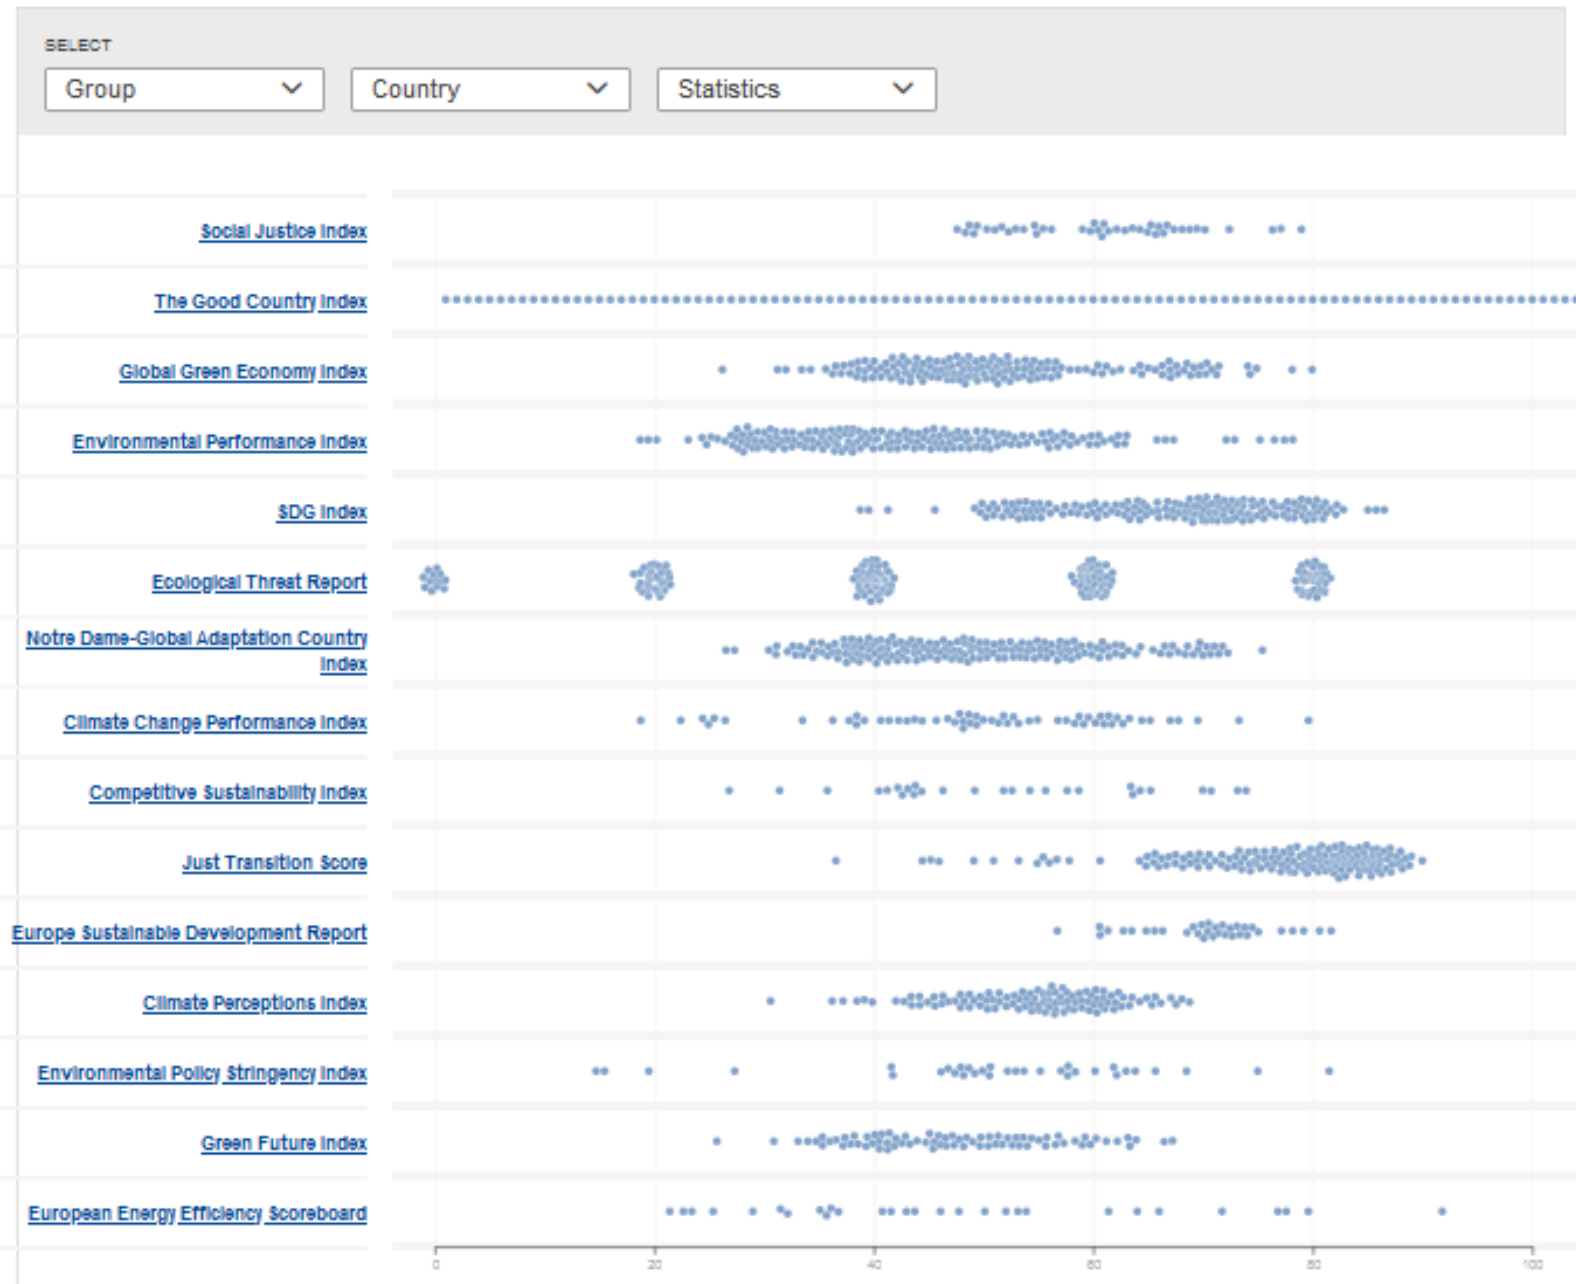 SELECT
Group Country Statistics
Social Justice Index
The Good Country Index
Global Green Economy Index
Environmental Performance Index
SDG Index
Ecological Threat Report
Notre Dame-Global Adaptation Country
Index
Climate Change Performance Index
Competitive Sustainability Index
Just Transition Score
Europe Sustainable Development Report
Climate Perceptions Index
Environmental Policy Stringency Index
Green Future Index
European Energy Efficiency Scoreboard
0 20 40 60 80 100